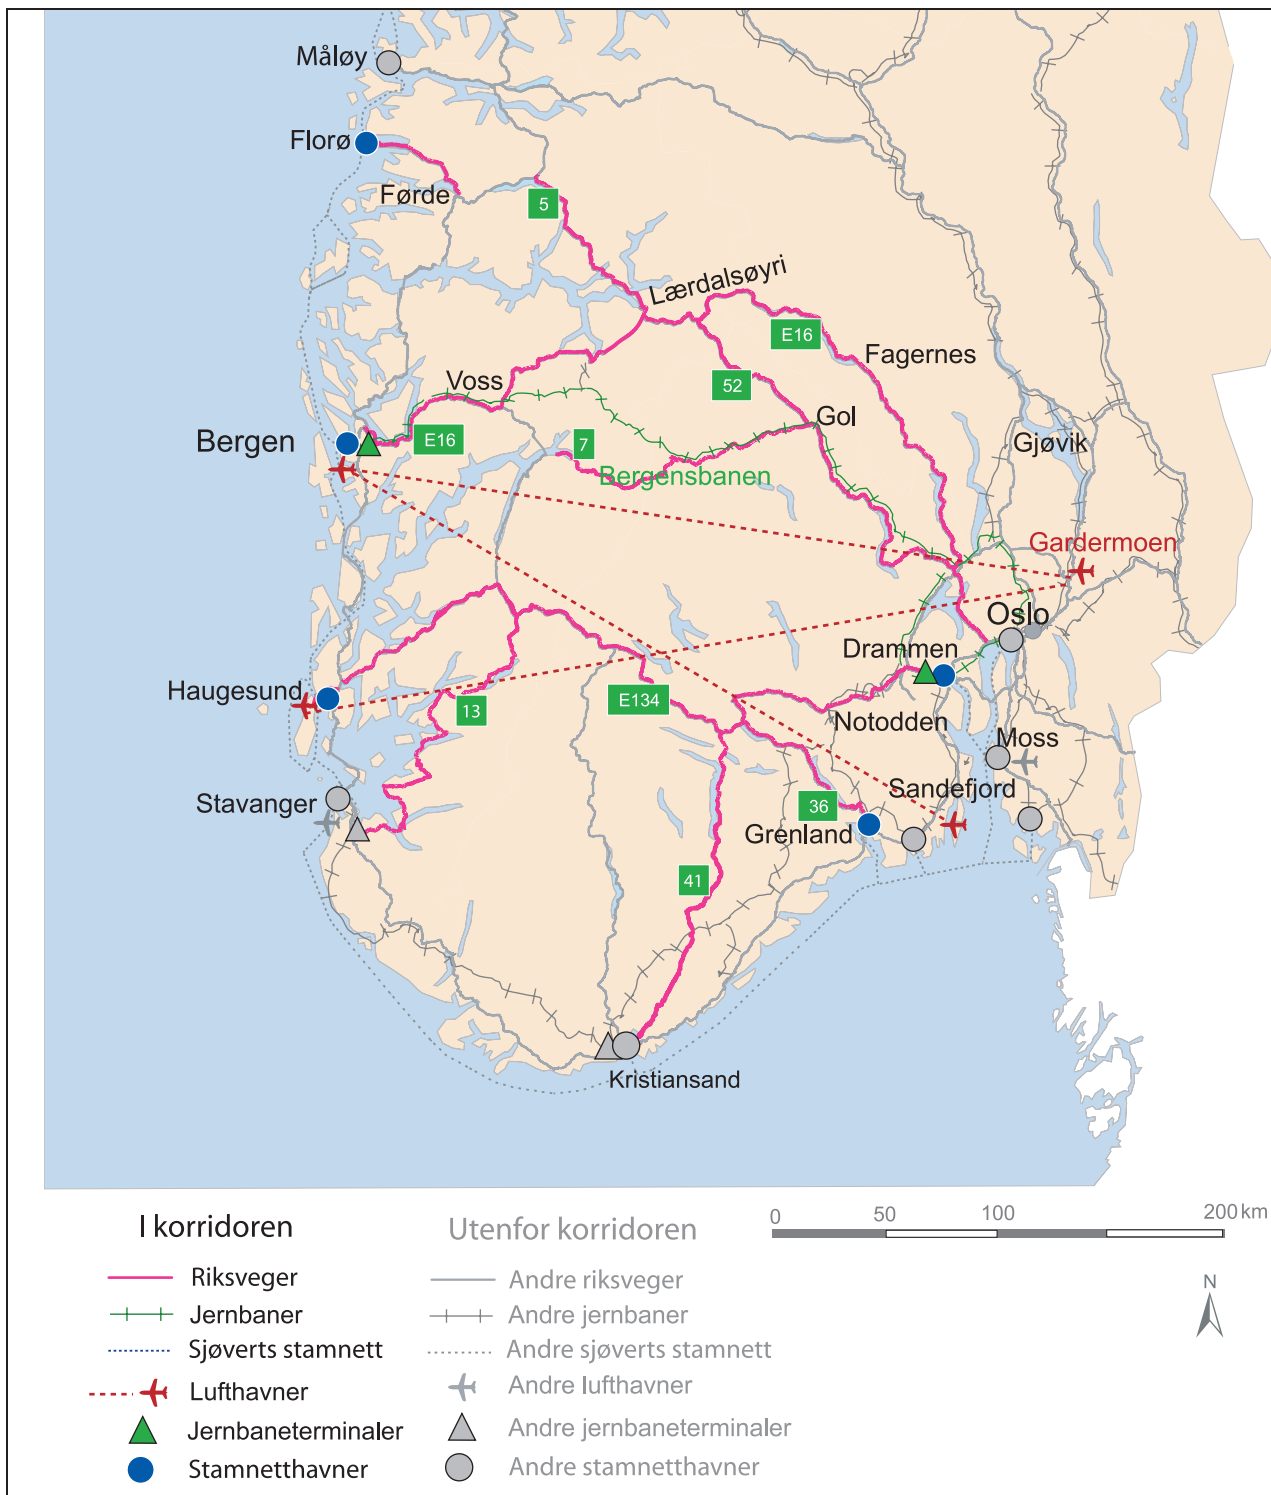 Måløy
Florø
Førde
5
Lærdalsøyri
E16
Fagernes
Voss
52
Gol
Bergen
E16
7
Gjøvik
Bergensbanen
Gardermoen
Oslo
Drammen
Haugesund
13
E134
Notodden
Moss
Stavanger
Sandefjord
36
Grenland
41
Kristiansand
I korridoren
Utenfor korridoren
0 50 100 200 km
Riksveger
Andre riksveger
N
Jernbaner
Andre jernbaner
Sjøverts stamnett
Andre sjøverts stamnett
Lufthavner
Andre lufthavner
Jernbaneterminaler
Andre jernbaneterminaler
Stamnetthavner
Andre stamnetthavner